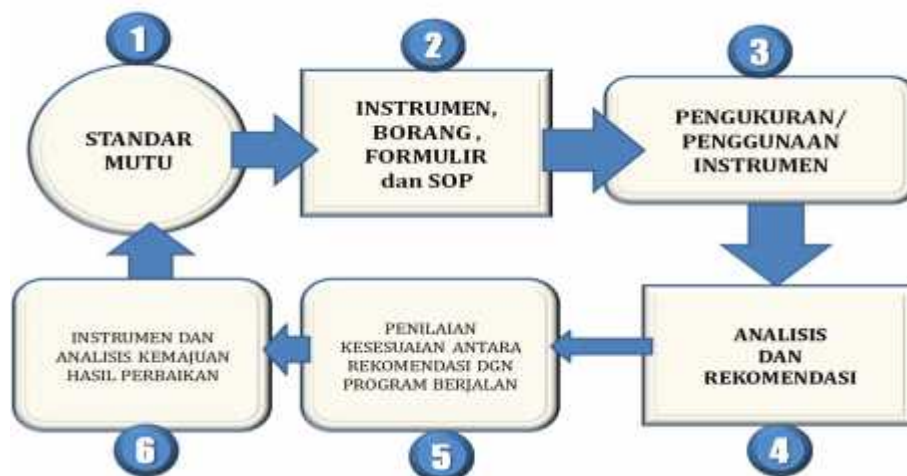 1
STANDAR
MUTU
2
INSTRUMEN,
BORANG ,
FORMULIR
dan SOP
3
PENGUKURAN/
PENGGUNAAN
INSTRUMEN
4
ANALISIS
DAN
REKOMENDASI
5
PENILAIAN
KESESUAIAN ANTARA
REKOMENDASI DGN
PROGRAM BERJALAN
6
INSTRUMEN DAN
ANALISIS KEMAJUAN
HASIL PERBAIKAN